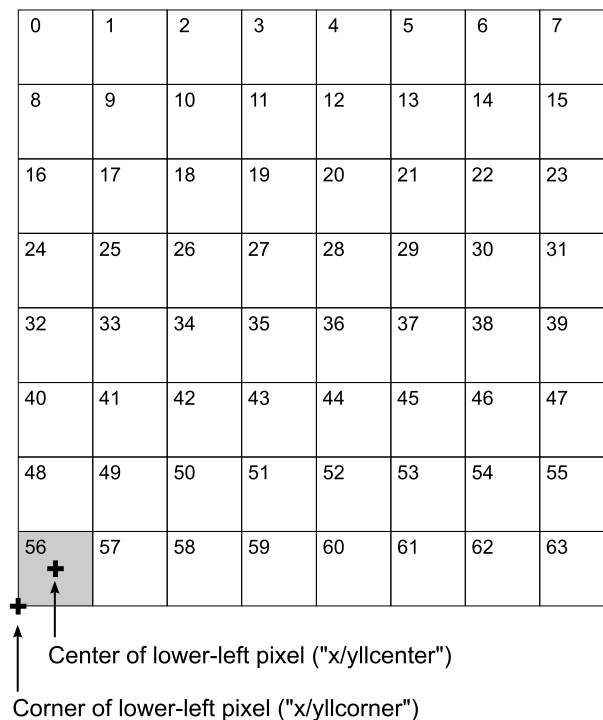 0 1 2 3 4 5 6 7
8 9 10 11 12 13 14 15
16 17 18 19 20 21 22 23
24 25 26 27 28 29 30 31
32 33 34 35 36 37 38 39
40 41 42 43 44 45 46 47
48 49 50 51 52 53 54 55
56 57 58 59 60 61 62 63
Center of lower-left pixel ("x/yllcenter")
Corner of lower-left pixel ("x/yllcorner")